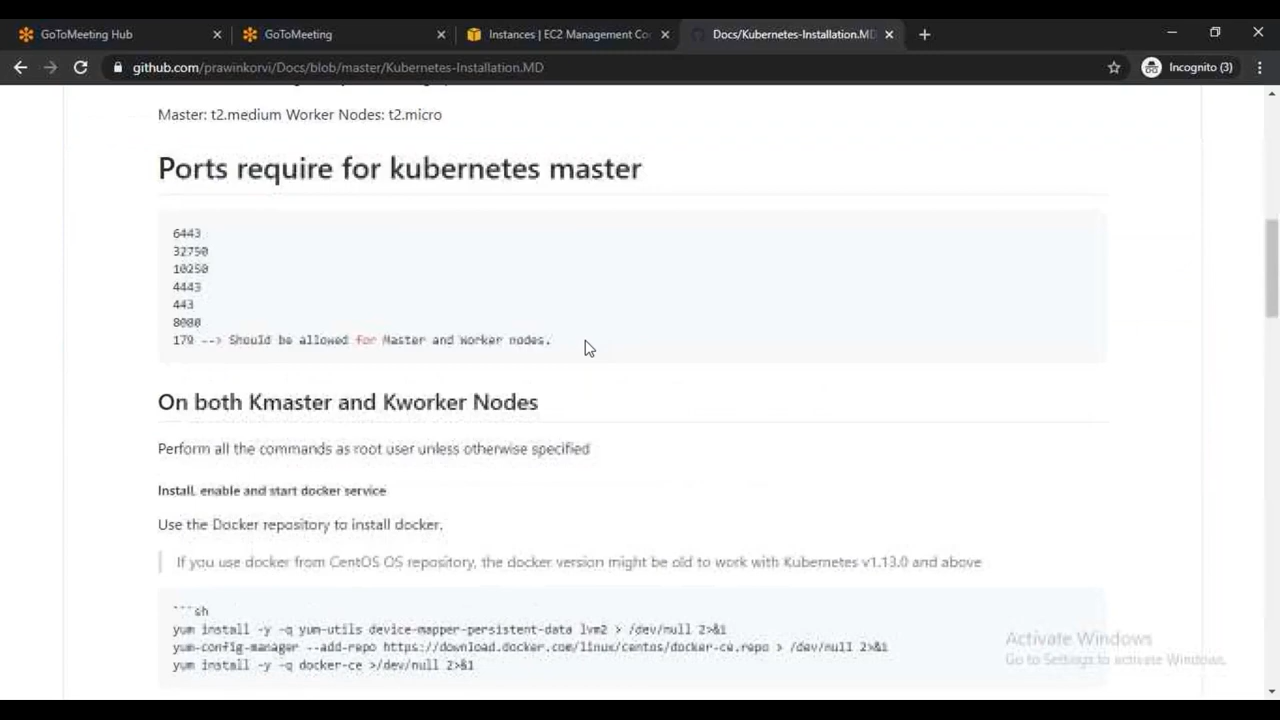 GoToMeeting Hub
GoToMeeting
Instances | EC2 Management Co
Docs/Kubernetes-Installation.MD
github.com/prawinkorvi/Docs/blob/master/Kubernetes-Installation.MD
Incognito (3)
Master: t2.medium Worker Nodes: t2.micro
Ports require for kubernetes master
6443
32750
10250
4443
443
8080
179 --> Should be allowed for Master and Worker nodes.
On both Kmaster and Kworker Nodes
Perform all the commands as root user unless otherwise specified
Install, enable and start docker service
Use the Docker repository to install docker.
If you use docker from CentOS OS repository, the docker version might be old to work with Kubernetes v1.13.0 and above
```sh
yum install -y -q yum-utils device-mapper-persistent-data lvm2 > /dev/null 2>&1
yum-config-manager --add-repo https://download.docker.com/linux/centos/docker-ce.repo > /dev/null 2>&1
yum install -y -q docker-ce >/dev/null 2>&1
Activate Windows
Go to Settings to activate Windows.